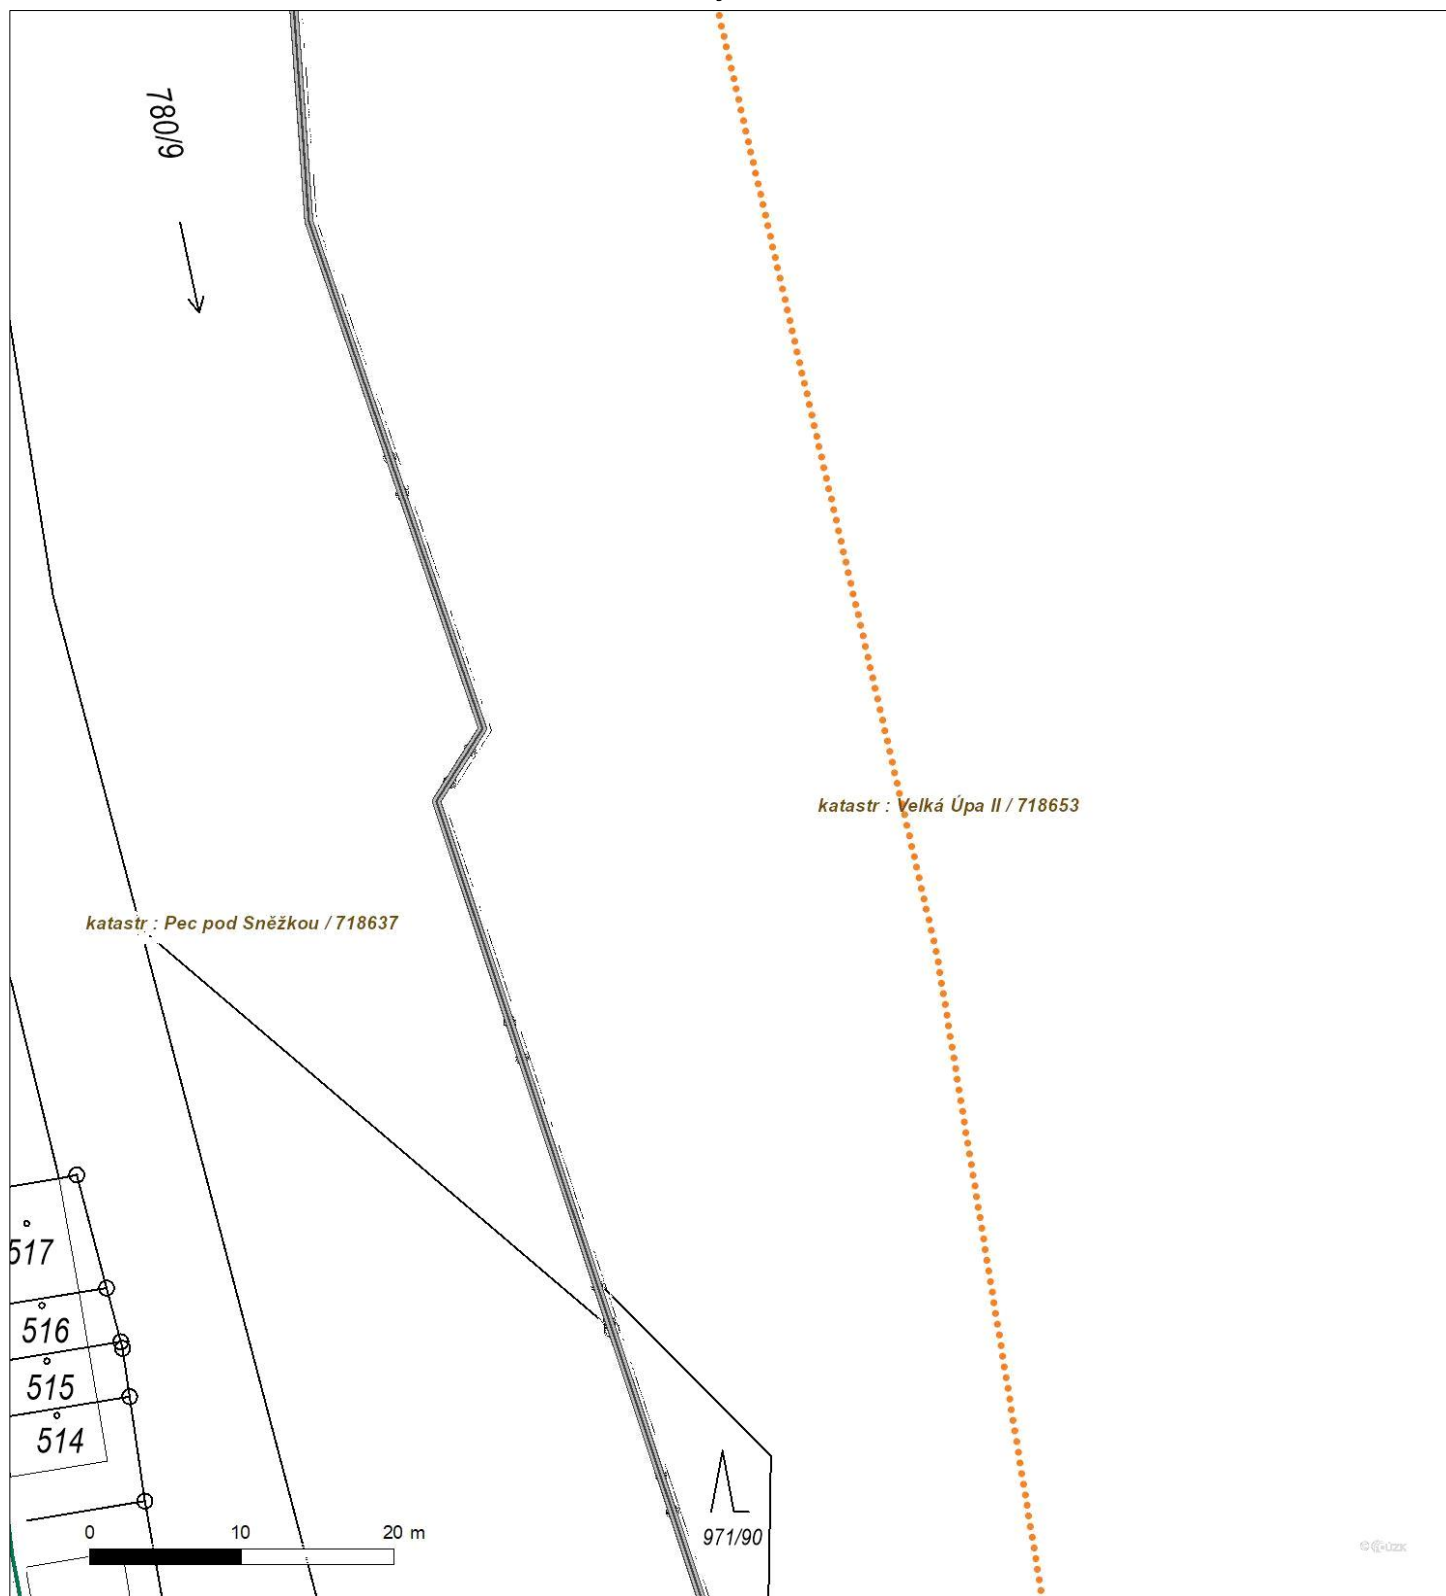 780/9
katastr : Velká Úpa II / 718653
katastr : Pec pod Sněžkou / 718637
517
516
515
514
0 10 20 m
971/90
© ČÚZK